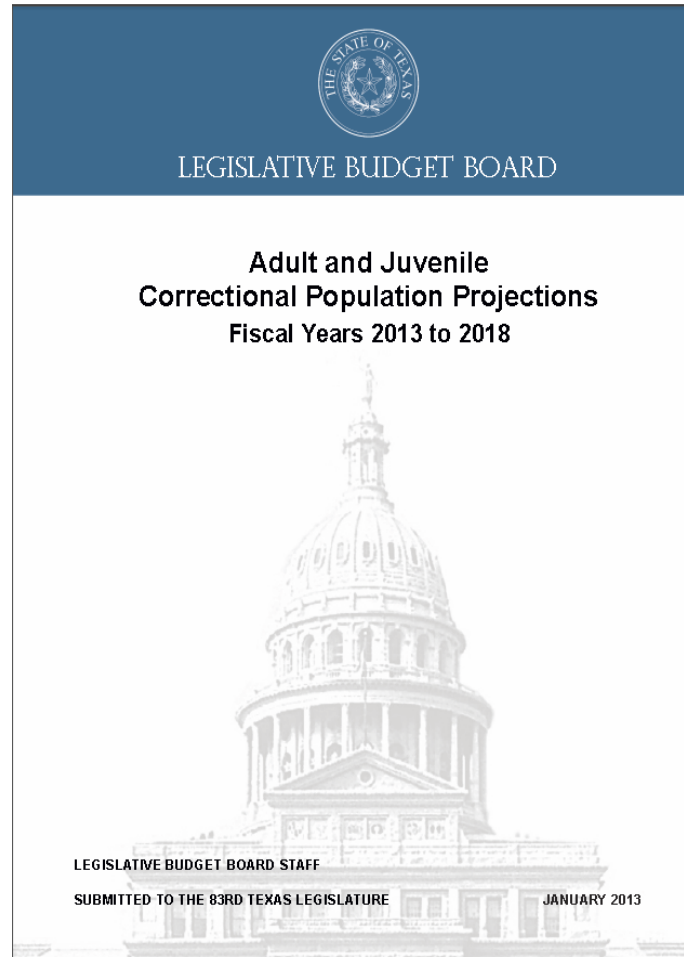 THE STATE OF TEXAS
LEGISLATIVE BUDGET BOARD
Adult and Juvenile
Correctional Population Projections
Fiscal Years 2013 to 2018
LEGISLATIVE BUDGET BOARD STAFF
SUBMITTED TO THE 83RD TEXAS LEGISLATURE JANUARY 2013